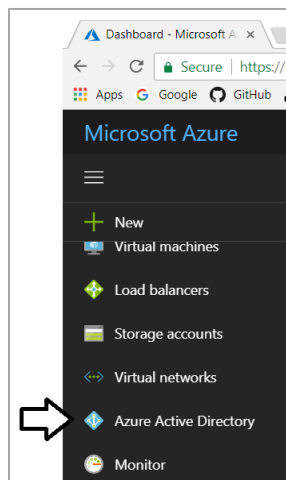 Dashboard - Microsoft A
Secure | https://
Apps Google GitHub
Microsoft Azure
New
Virtual machines
Load balancers
Storage accounts
Virtual networks
Azure Active Directory
Monitor